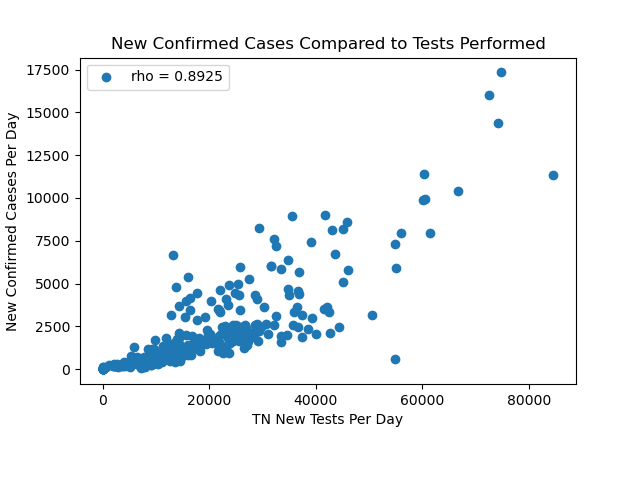 New Confirmed Cases Compared to Tests Performed
rho = 0.8925
17500
15000
12500
10000
7500
5000
2500
0
New Confirmed Caeses Per Day
0 20000 40000 60000 80000
TN New Tests Per Day